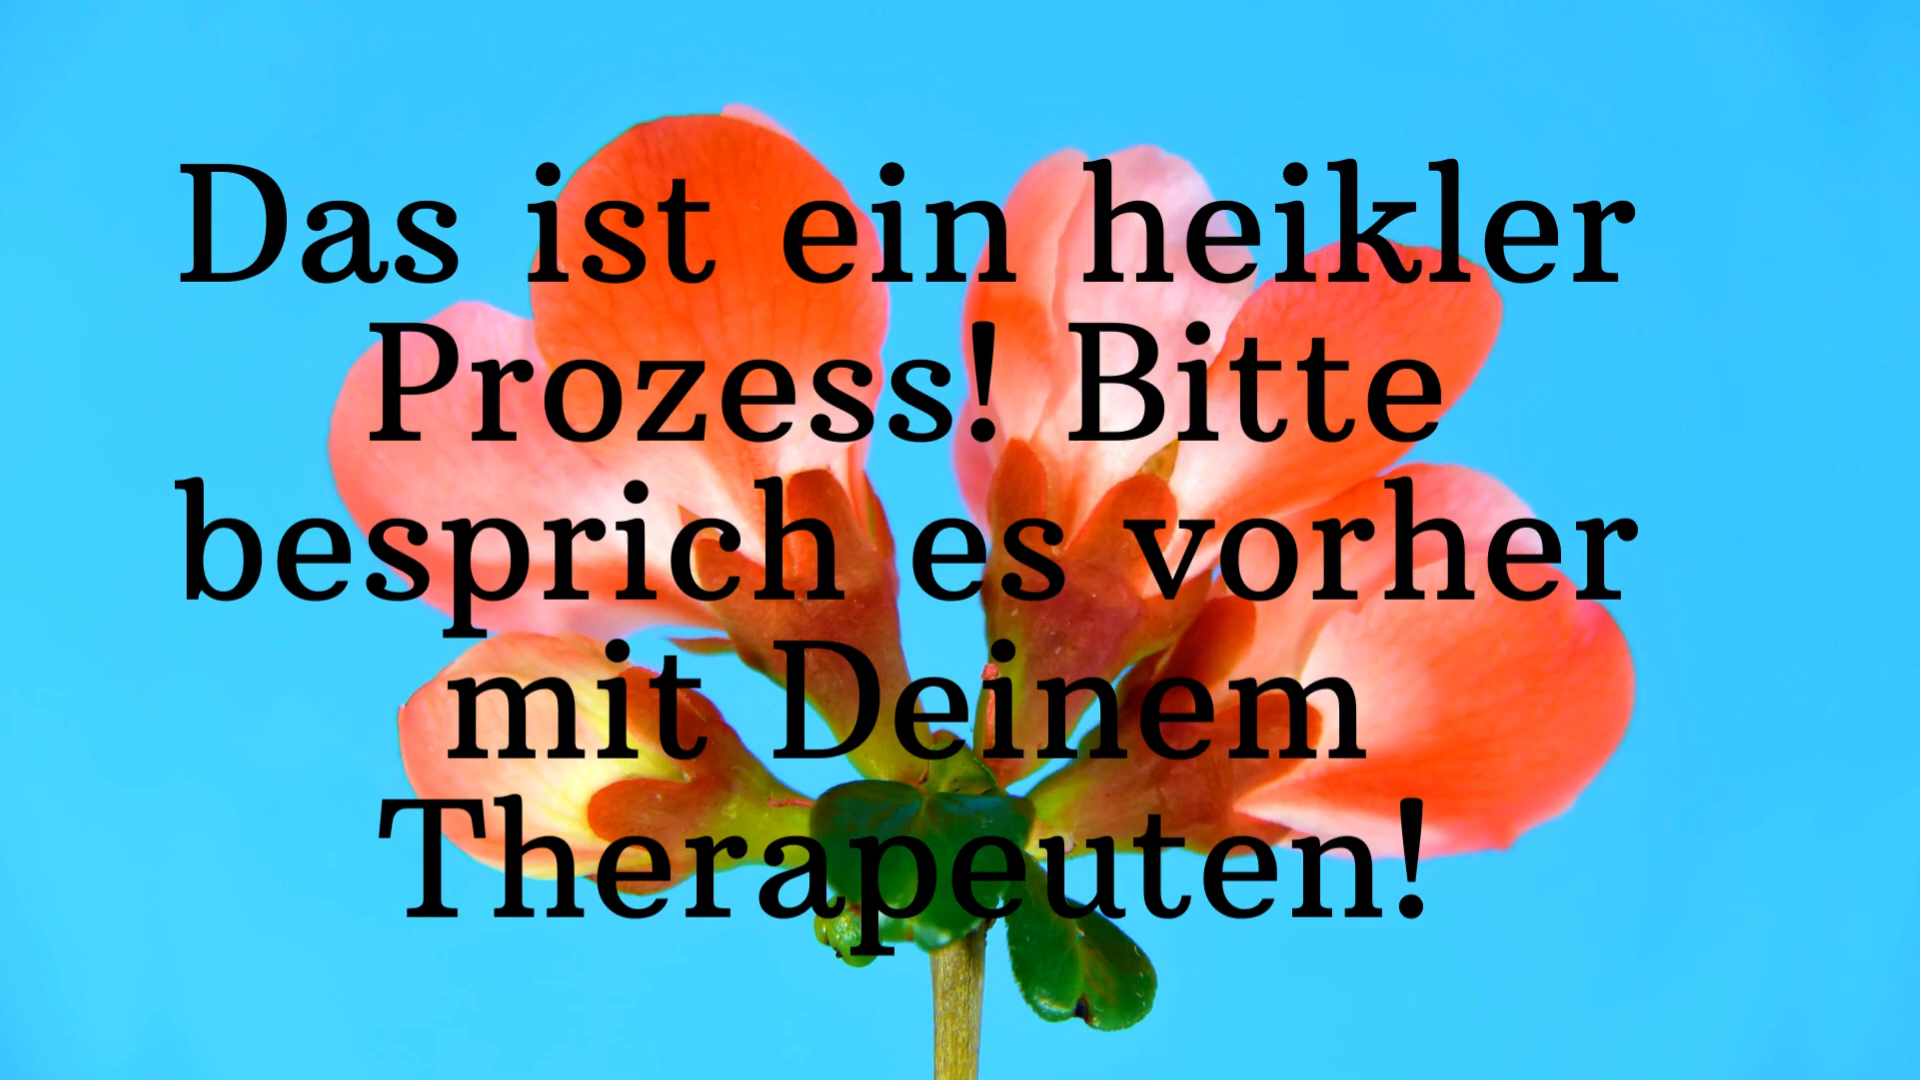 Das ist ein heikler
Prozess! Bitte
besprich es vorher
mit Deinem
Therapeuten!